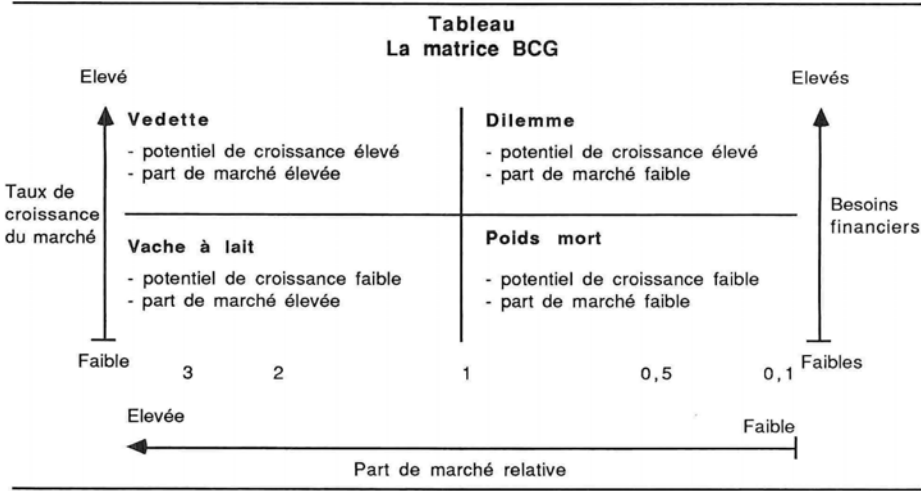 Tableau
La matrice BCG
Elevé
Elevés
Vedette
- potentiel de croissance élevé
- part de marché élevée
Dilemme
- potentiel de croissance élevé
- part de marché faible
Taux de
croissance
du marché
Besoins
financiers
Vache à lait
- potentiel de croissance faible
- part de marché élevée
Poids mort
- potentiel de croissance faible
- part de marché faible
Faible
3 2 1 0,5 0,1
Faibles
Elevée
Faible
Part de marché relative